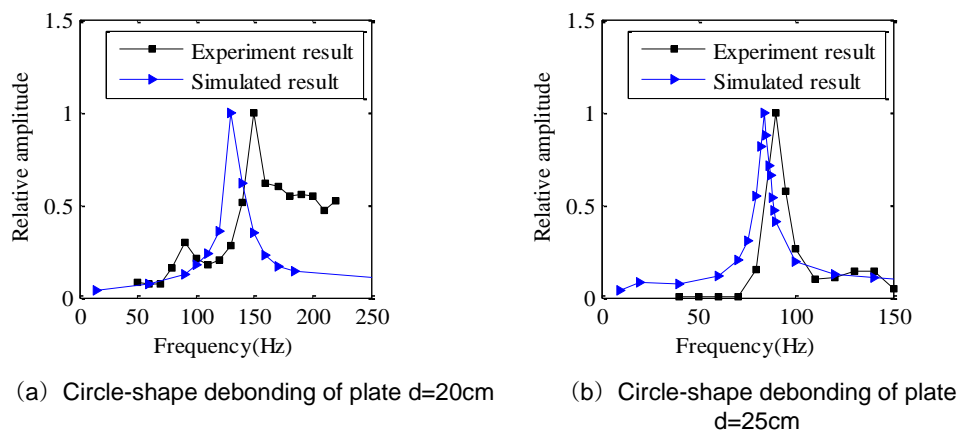 1.5
Experiment result
Simulated result
1
Relative amplitude
0.5
0
0 50 100 150 200 250
Frequency(Hz)
(a) Circle-shape debonding of plate d=20cm
1.5
Experiment result
Simulated result
1
Relative amplitude
0.5
0
0 50 100 150
Frequency(Hz)
(b) Circle-shape debonding of plate
d=25cm